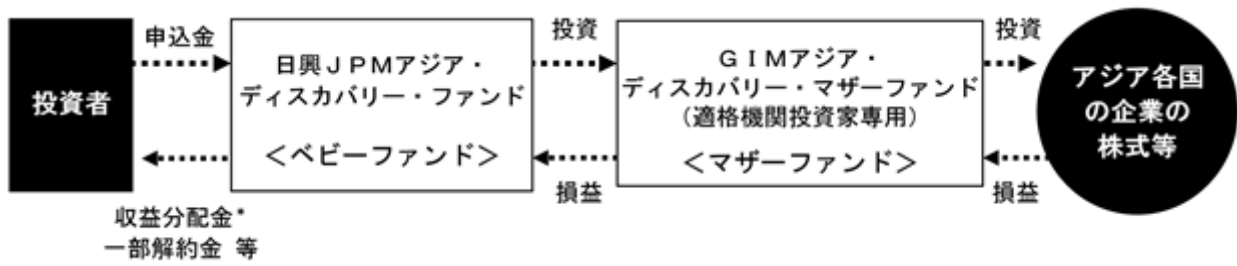 投資者
申込金
収益分配金*
一部解約金 等
日興ＪＰＭアジア・
ディスカバリー・ファンド
＜ベビーファンド＞
投資
損益
ＧＩＭアジア・
ディスカバリー・マザーファンド
（適格機関投資家専用）
＜マザーファンド＞
投資
損益
アジア各国
の企業の
株式等